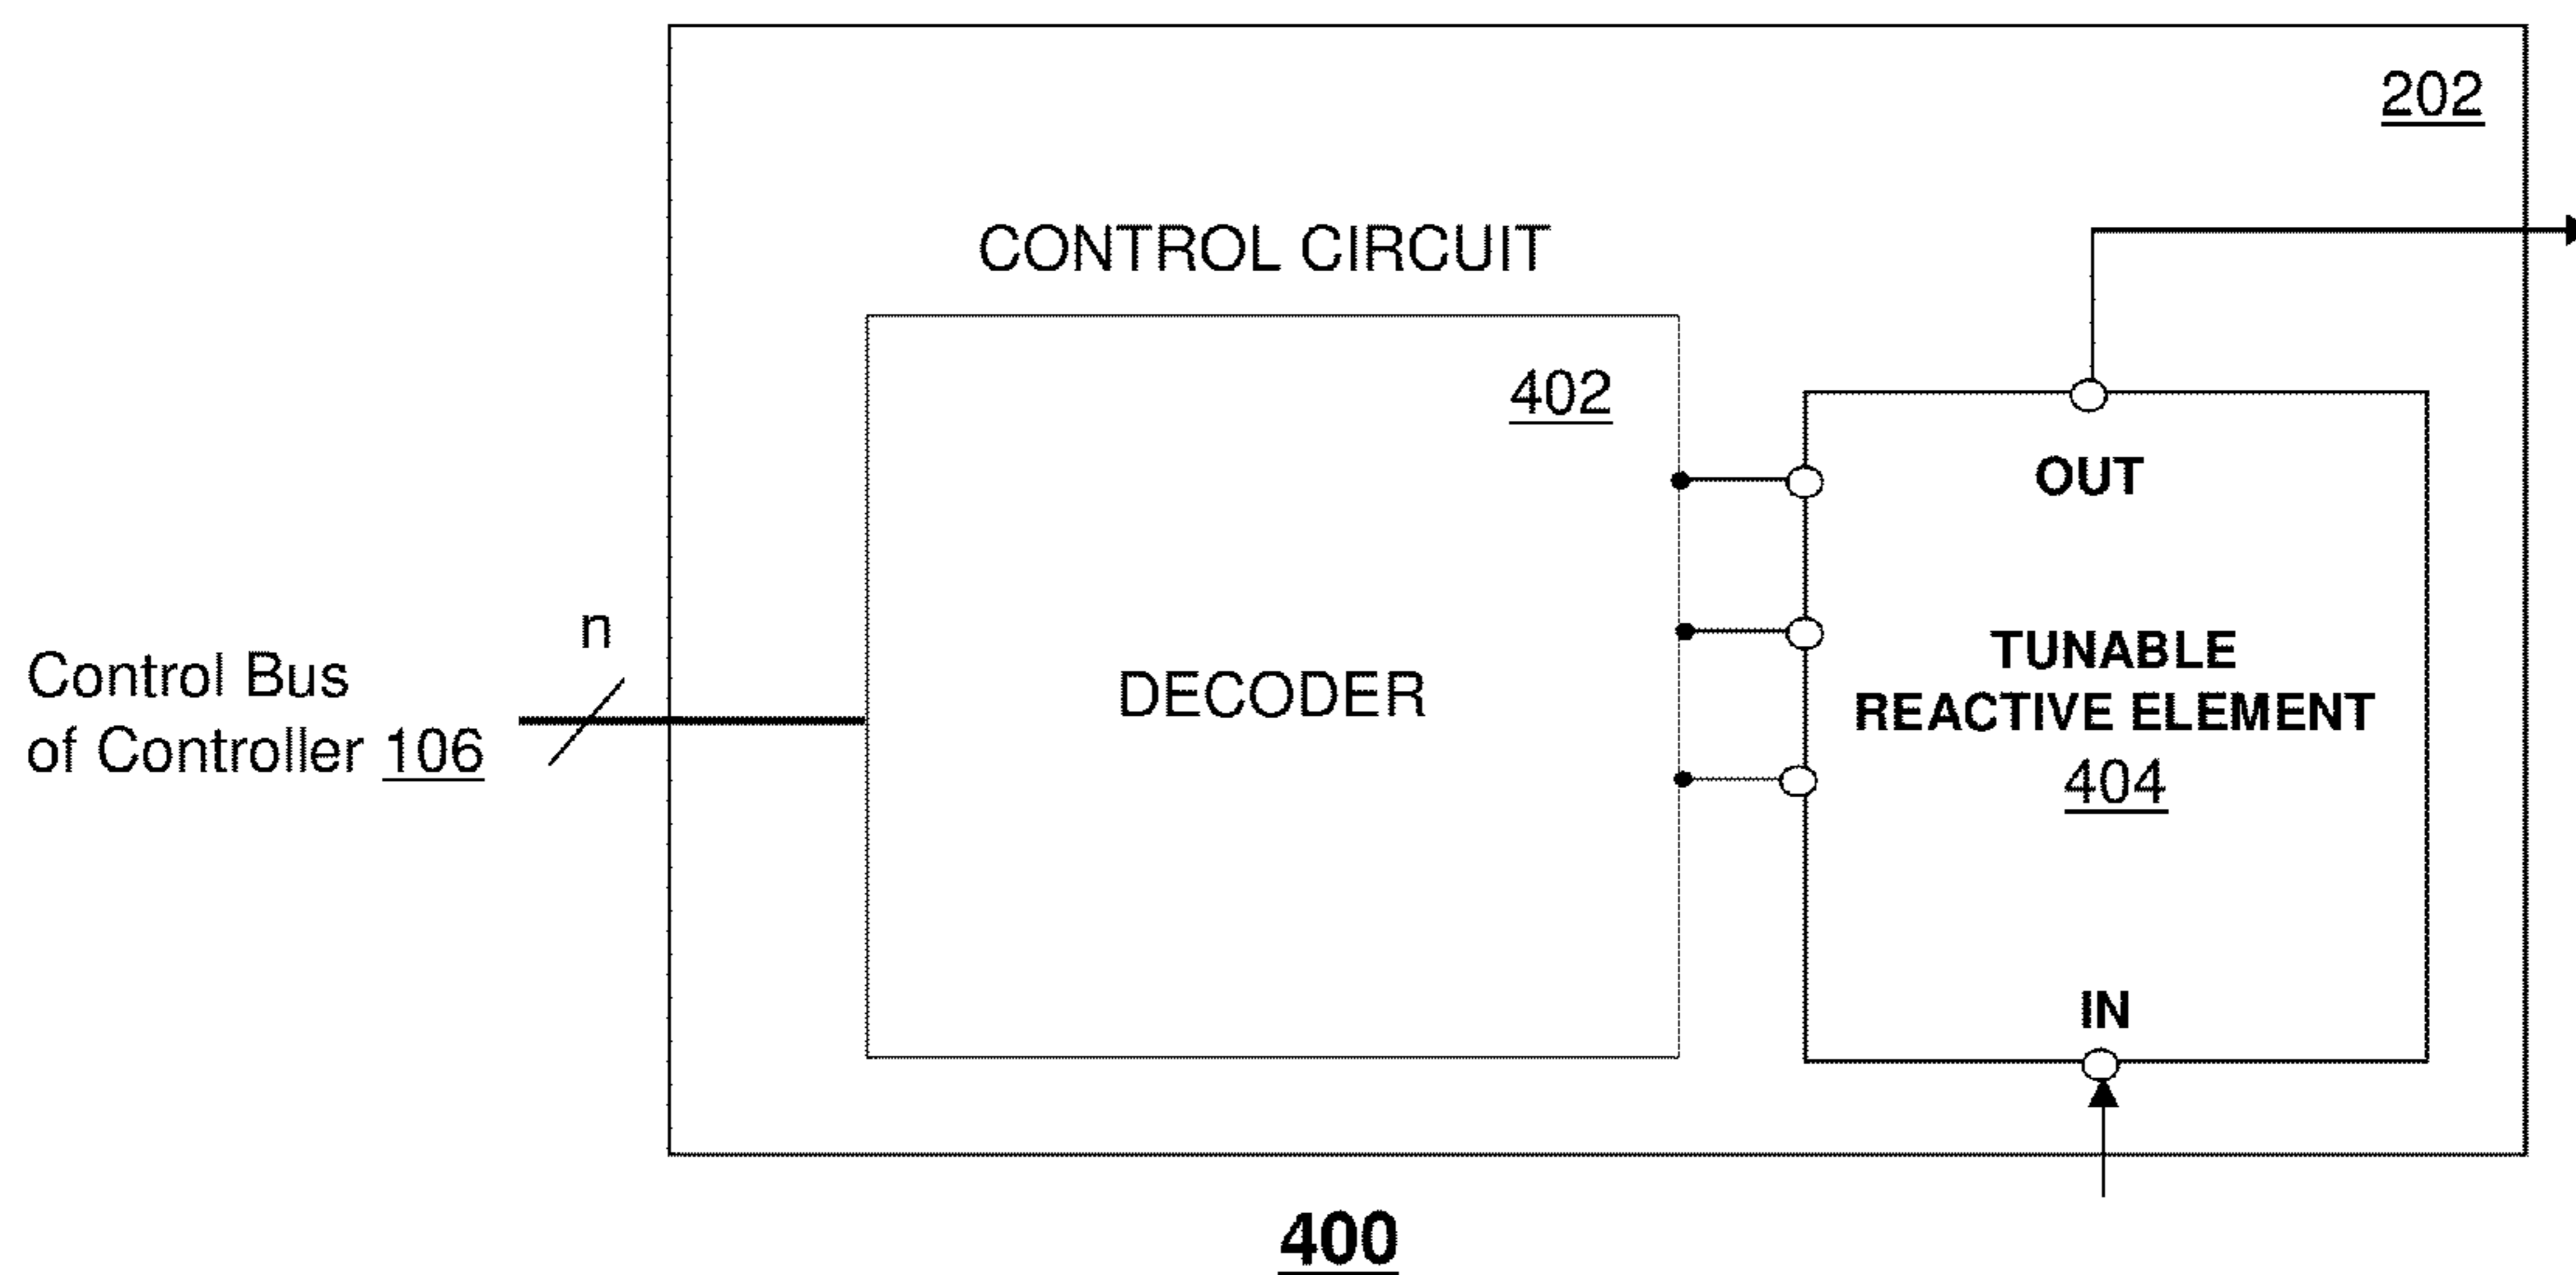 202
CONTROL CIRCUIT
402
OUT
n
Control Bus
of Controller 106
DECODER
TUNABLE
REACTIVE ELEMENT
404
IN
400